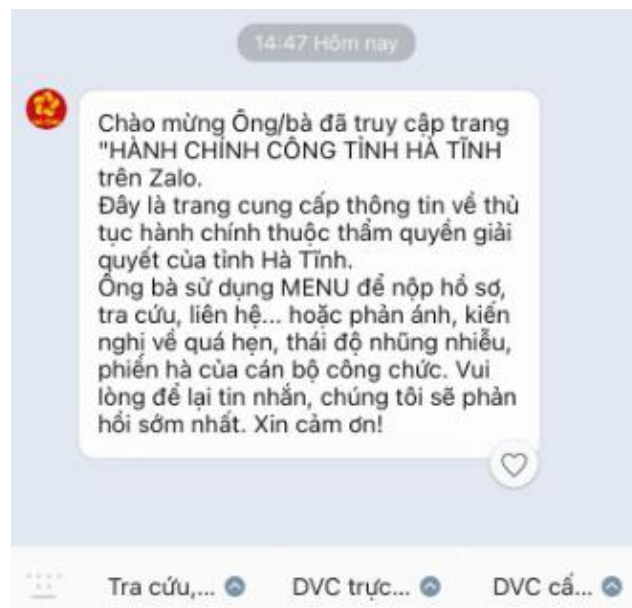 14:47 Hôm nay
Chào mừng Ông/bà đã truy cập trang
"HÀNH CHÍNH CÔNG TỈNH HÀ TĨNH
trên Zalo.
Đây là trang cung cấp thông tin về thủ
tục hành chính thuộc thẩm quyền giải
quyết của tỉnh Hà Tĩnh.
Ông bà sử dụng MENU để nộp hồ sơ,
tra cứu, liên hệ... hoặc phản ánh, kiến
nghị về quá hẹn, thái độ nhũng nhiễu,
phiền hà của cán bộ công chức. Vui
lòng để lại tin nhắn, chúng tôi sẽ phản
hồi sớm nhất. Xin cảm ơn!
Tra cứu,... DVC trực... DVC cấ...